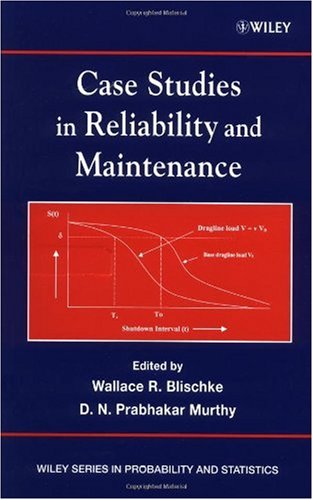 WILEY
Case Studies
in Reliability and
Maintenance
S(t)
δ
Dragline load V = v V₀
Base dragline load V₀
Tᵥ
T₀
Shutdown Interval (t)
Edited by
Wallace R. Blischke
D. N. Prabhakar Murthy
WILEY SERIES IN PROBABILITY AND STATISTICS